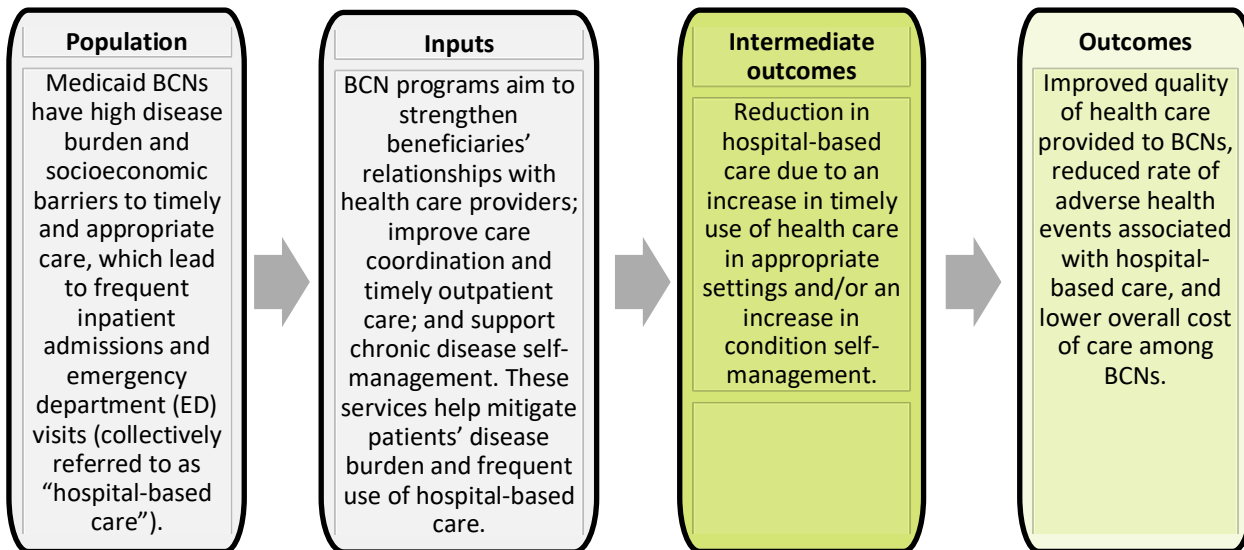 Population
Medicaid BCNs
have high disease
burden and
socioeconomic
barriers to timely
and appropriate
care, which lead
to frequent
inpatient
admissions and
emergency
department (ED)
visits (collectively
referred to as
“hospital-based
care”).
Inputs
BCN programs aim to
strengthen
beneficiaries’
relationships with
health care providers;
improve care
coordination and
timely outpatient
care; and support
chronic disease self-
management. These
services help mitigate
patients’ disease
burden and frequent
use of hospital-based
care.
Intermediate
outcomes
Reduction in
hospital-based
care due to an
increase in timely
use of health care
in appropriate
settings and/or an
increase in
condition self-
management.
Outcomes
Improved quality
of health care
provided to BCNs,
reduced rate of
adverse health
events associated
with hospital-
based care, and
lower overall cost
of care among
BCNs.